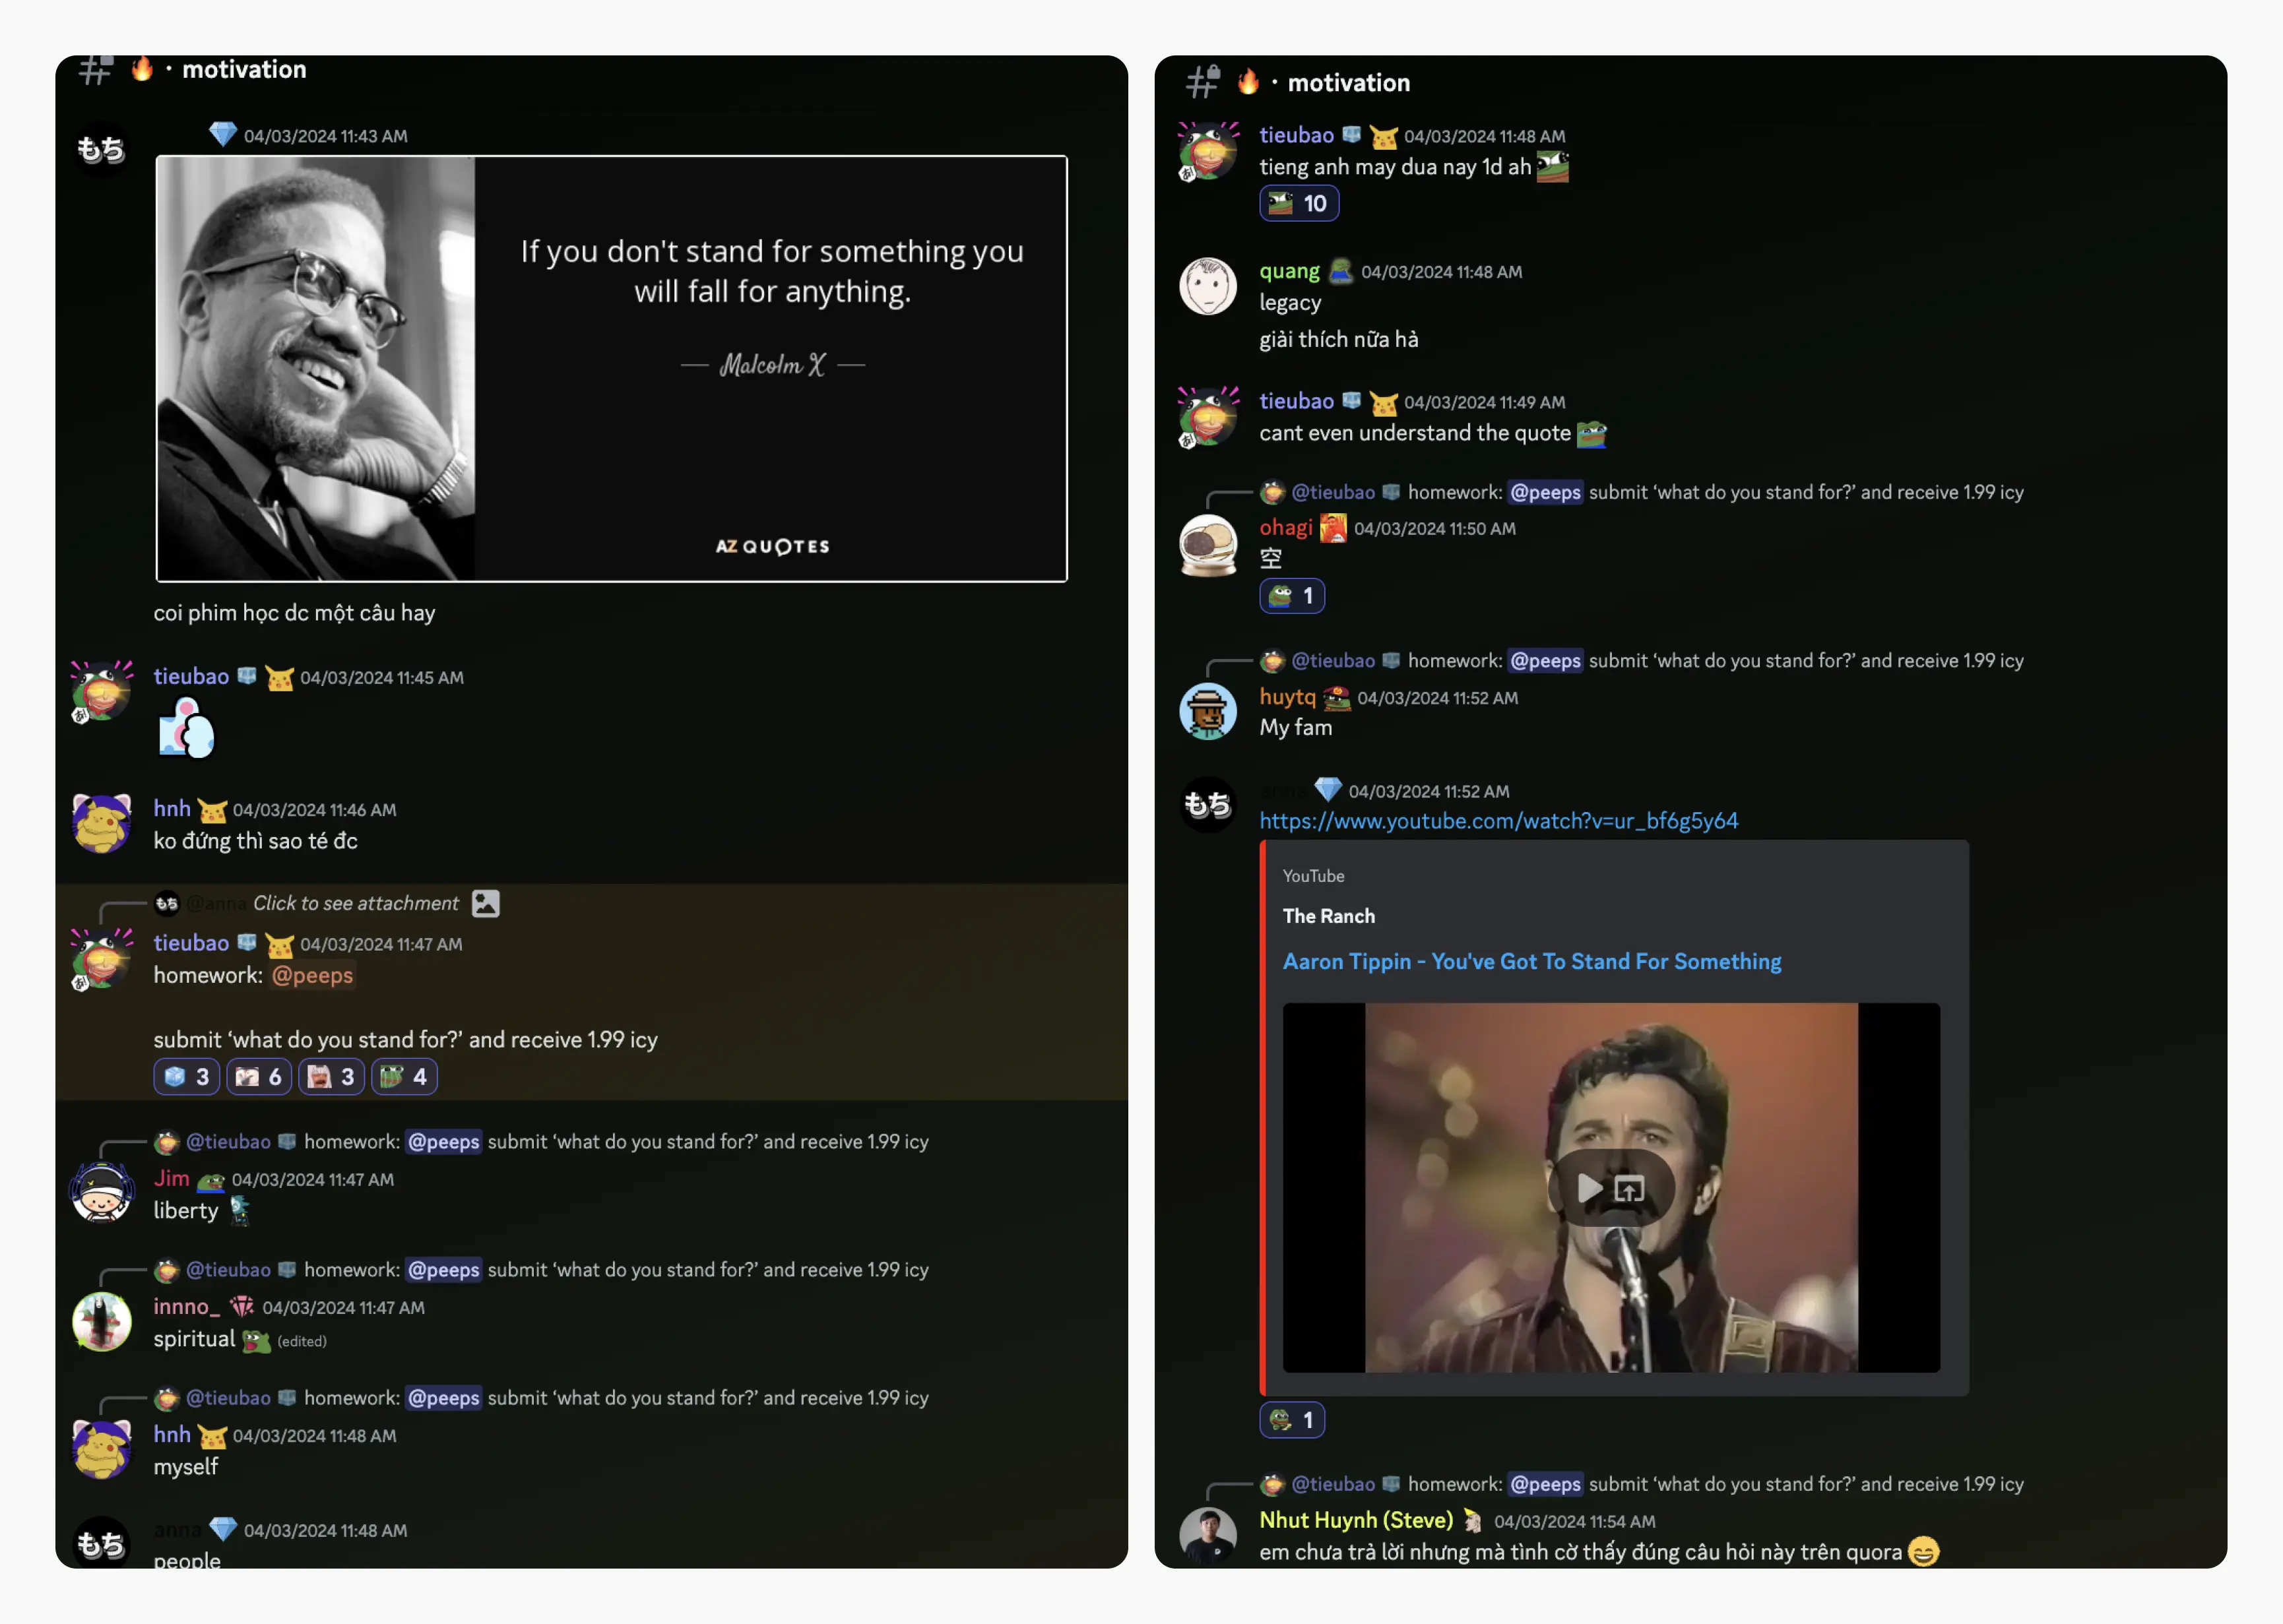 🔥 · motivation
もち
💎 04/03/2024 11:43 AM
If you don't stand for something you
will fall for anything.
— Malcolm X —
AZ QUOTES
coi phim học dc một câu hay
tieubao 04/03/2024 11:45 AM
hnh 04/03/2024 11:46 AM
ko đứng thì sao té đc
もち @anna Click to see attachment
tieubao 04/03/2024 11:47 AM
homework: @peeps
submit ‘what do you stand for?’ and receive 1.99 icy
3 6 3 4
@tieubao homework: @peeps submit ‘what do you stand for?’ and receive 1.99 icy
Jim 04/03/2024 11:47 AM
liberty
@tieubao homework: @peeps submit ‘what do you stand for?’ and receive 1.99 icy
innno_ 04/03/2024 11:47 AM
spiritual (edited)
@tieubao homework: @peeps submit ‘what do you stand for?’ and receive 1.99 icy
hnh 04/03/2024 11:48 AM
myself
もち
anna 💎 04/03/2024 11:48 AM
people
🔥 · motivation
tieubao 04/03/2024 11:48 AM
tieng anh may dua nay 1d ah
10
quang 04/03/2024 11:48 AM
legacy
giải thích nữa hả
tieubao 04/03/2024 11:49 AM
cant even understand the quote
@tieubao homework: @peeps submit ‘what do you stand for?’ and receive 1.99 icy
ohagi 04/03/2024 11:50 AM
空
1
@tieubao homework: @peeps submit ‘what do you stand for?’ and receive 1.99 icy
huytq 04/03/2024 11:52 AM
My fam
もち
anna 💎 04/03/2024 11:52 AM
https://www.youtube.com/watch?v=ur_bf6g5y64
YouTube
The Ranch
Aaron Tippin - You've Got To Stand For Something
1
@tieubao homework: @peeps submit ‘what do you stand for?’ and receive 1.99 icy
Nhut Huynh (Steve) 04/03/2024 11:54 AM
em chưa trả lời nhưng mà tình cờ thấy đúng câu hỏi này trên quora 😄